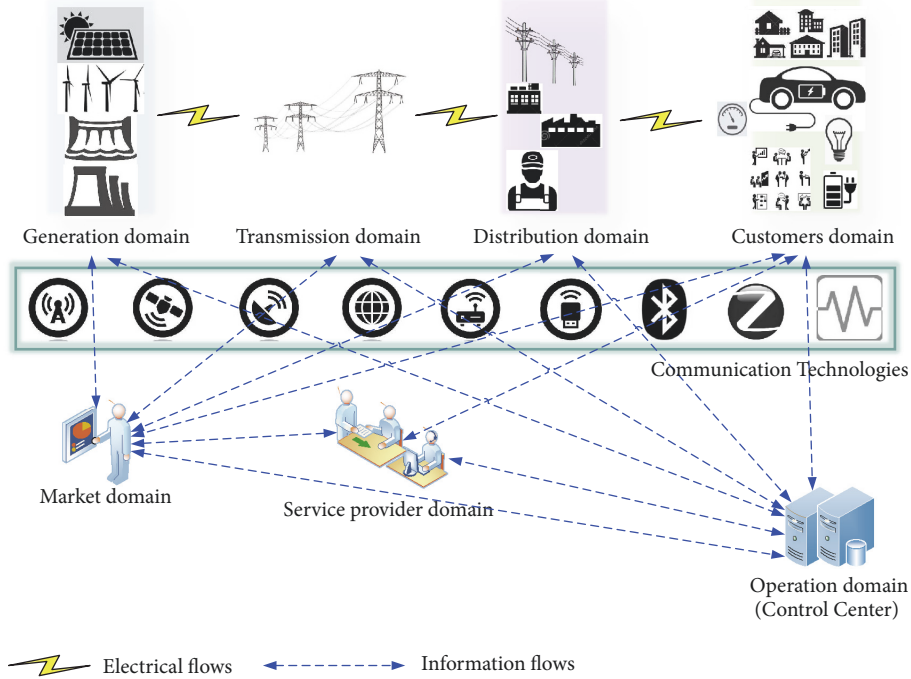 Generation domain
Transmission domain
Distribution domain
Customers domain
Communication Technologies
Market domain
Service provider domain
Operation domain
(Control Center)
Electrical flows
Information flows